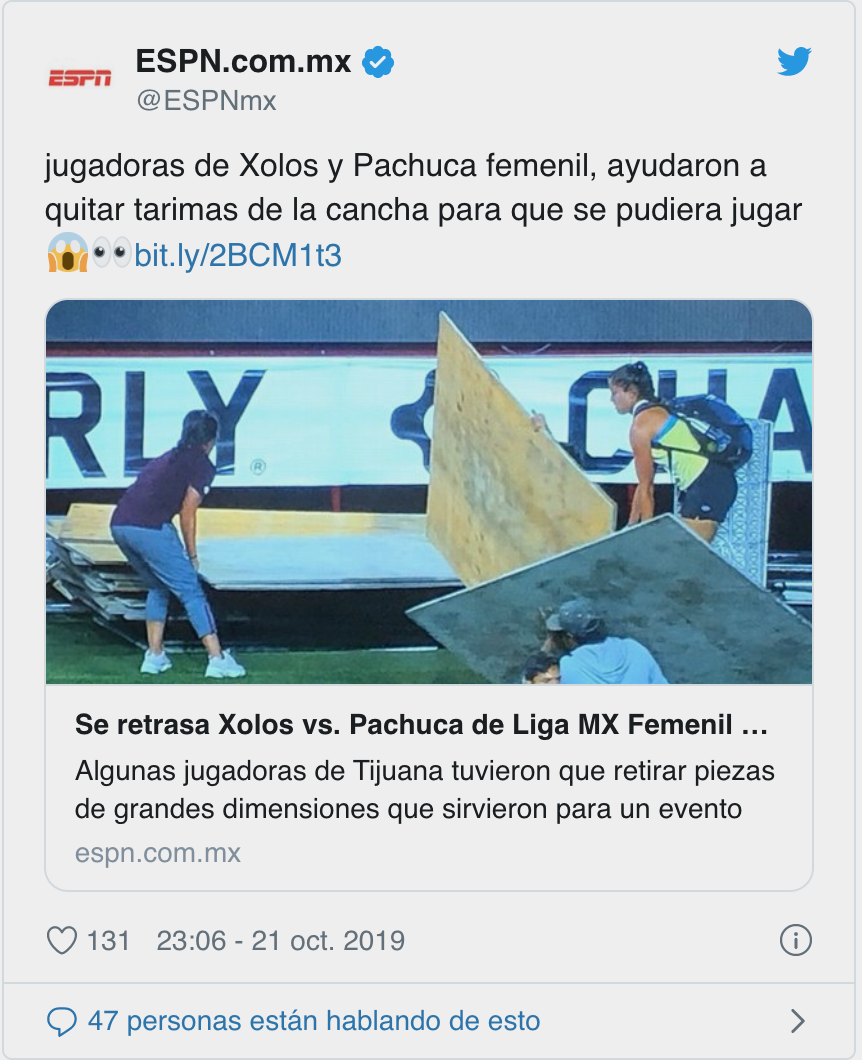 ESPN
ESPN.com.mx
@ESPNmx
jugadoras de Xolos y Pachuca femenil, ayudaron a
quitar tarimas de la cancha para que se pudiera jugar
😱👀bit.ly/2BCM1t3
RLY ® CHA
Se retrasa Xolos vs. Pachuca de Liga MX Femenil ...
Algunas jugadoras de Tijuana tuvieron que retirar piezas
de grandes dimensiones que sirvieron para un evento
espn.com.mx
131 23:06 - 21 oct. 2019
47 personas están hablando de esto